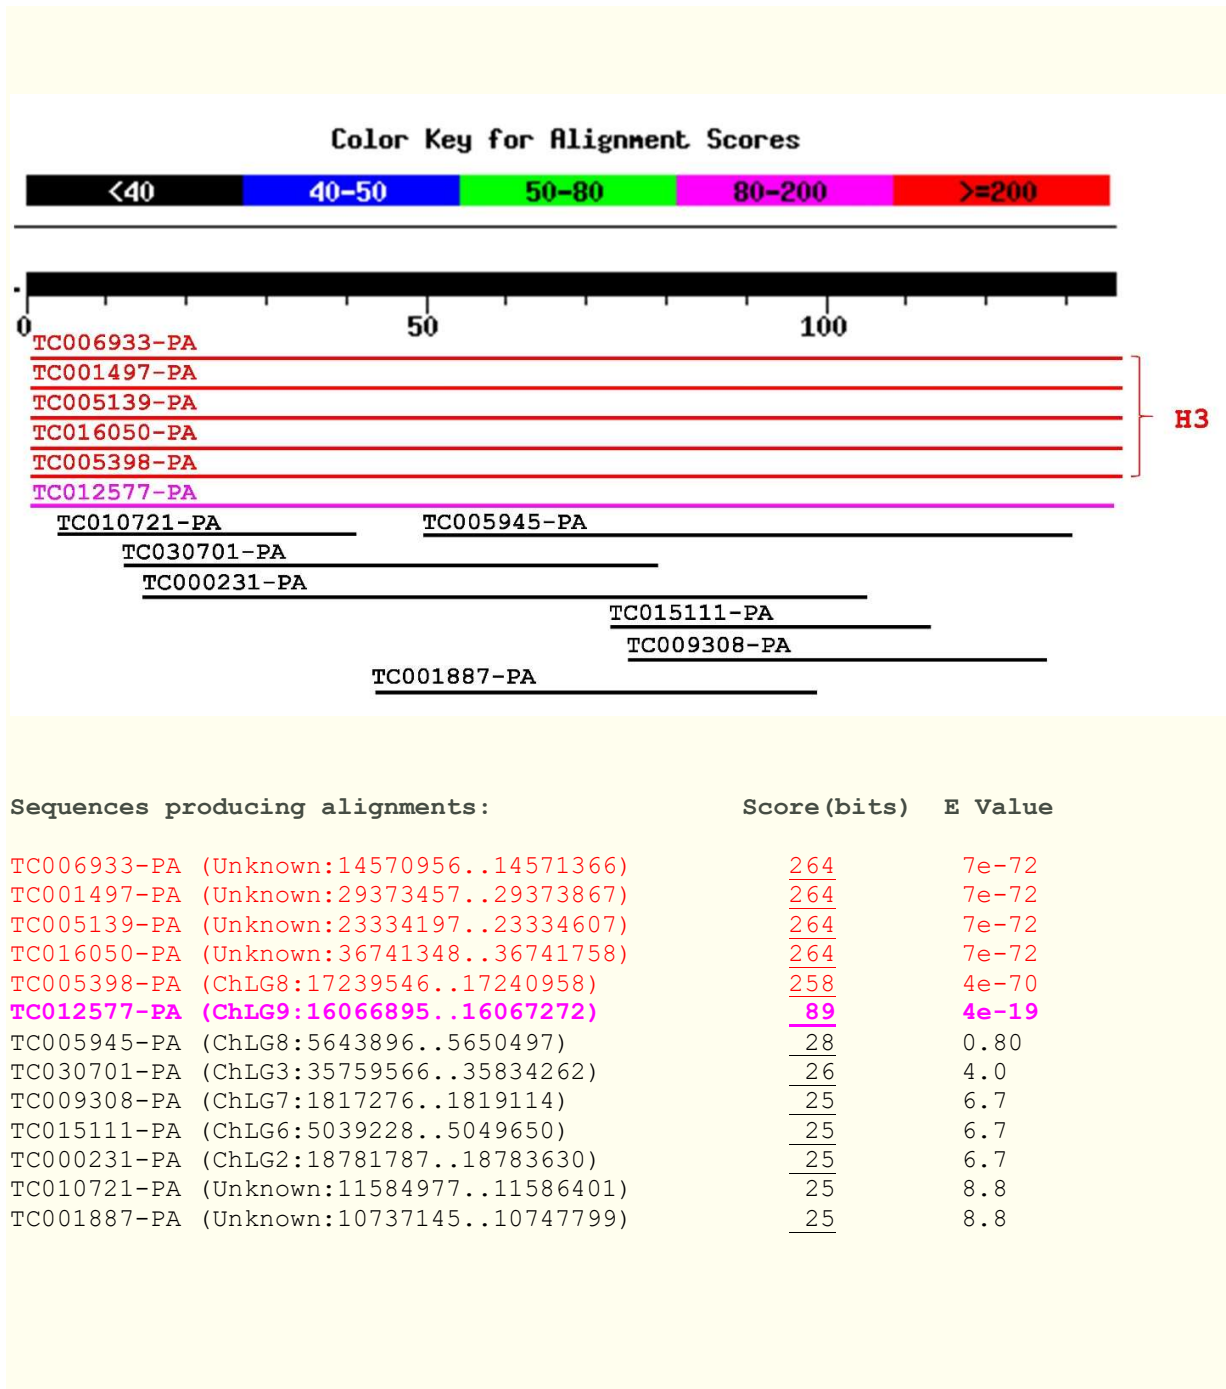 Color Key for Alignment Scores
<40 40-50 50-80 80-200 >=200
0 50 100
TC006933-PA
TC001497-PA
TC005139-PA
H3
TC016050-PA
TC005398-PA
TC012577-PA
TC010721-PA TC005945-PA
TC030701-PA
TC000231-PA
TC015111-PA
TC009308-PA
TC001887-PA
Sequences producing alignments: Score(bits) E Value
TC006933-PA (Unknown:14570956..14571366) 264 7e-72
TC001497-PA (Unknown:29373457..29373867) 264 7e-72
TC005139-PA (Unknown:23334197..23334607) 264 7e-72
TC016050-PA (Unknown:36741348..36741758) 264 7e-72
TC005398-PA (ChLG8:17239546..17240958) 258 4e-70
TC012577-PA (ChLG9:16066895..16067272) 89 4e-19
TC005945-PA (ChLG8:5643896..5650497) 28 0.80
TC030701-PA (ChLG3:35759566..35834262) 26 4.0
TC009308-PA (ChLG7:1817276..1819114) 25 6.7
TC015111-PA (ChLG6:5039228..5049650) 25 6.7
TC000231-PA (ChLG2:18781787..18783630) 25 6.7
TC010721-PA (Unknown:11584977..11586401) 25 8.8
TC001887-PA (Unknown:10737145..10747799) 25 8.8